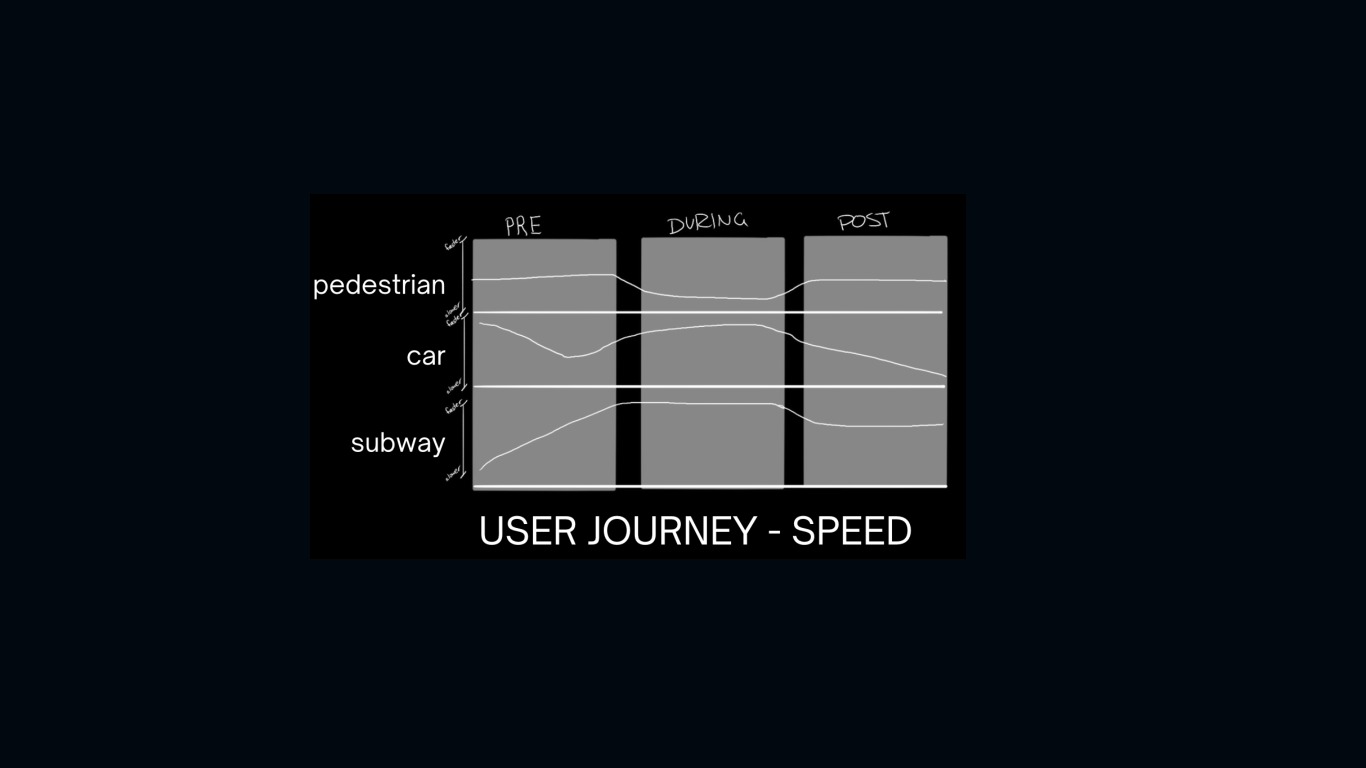 PRE DURING POST
faster
pedestrian
slower
faster
car
slower
faster
subway
slower
USER JOURNEY - SPEED